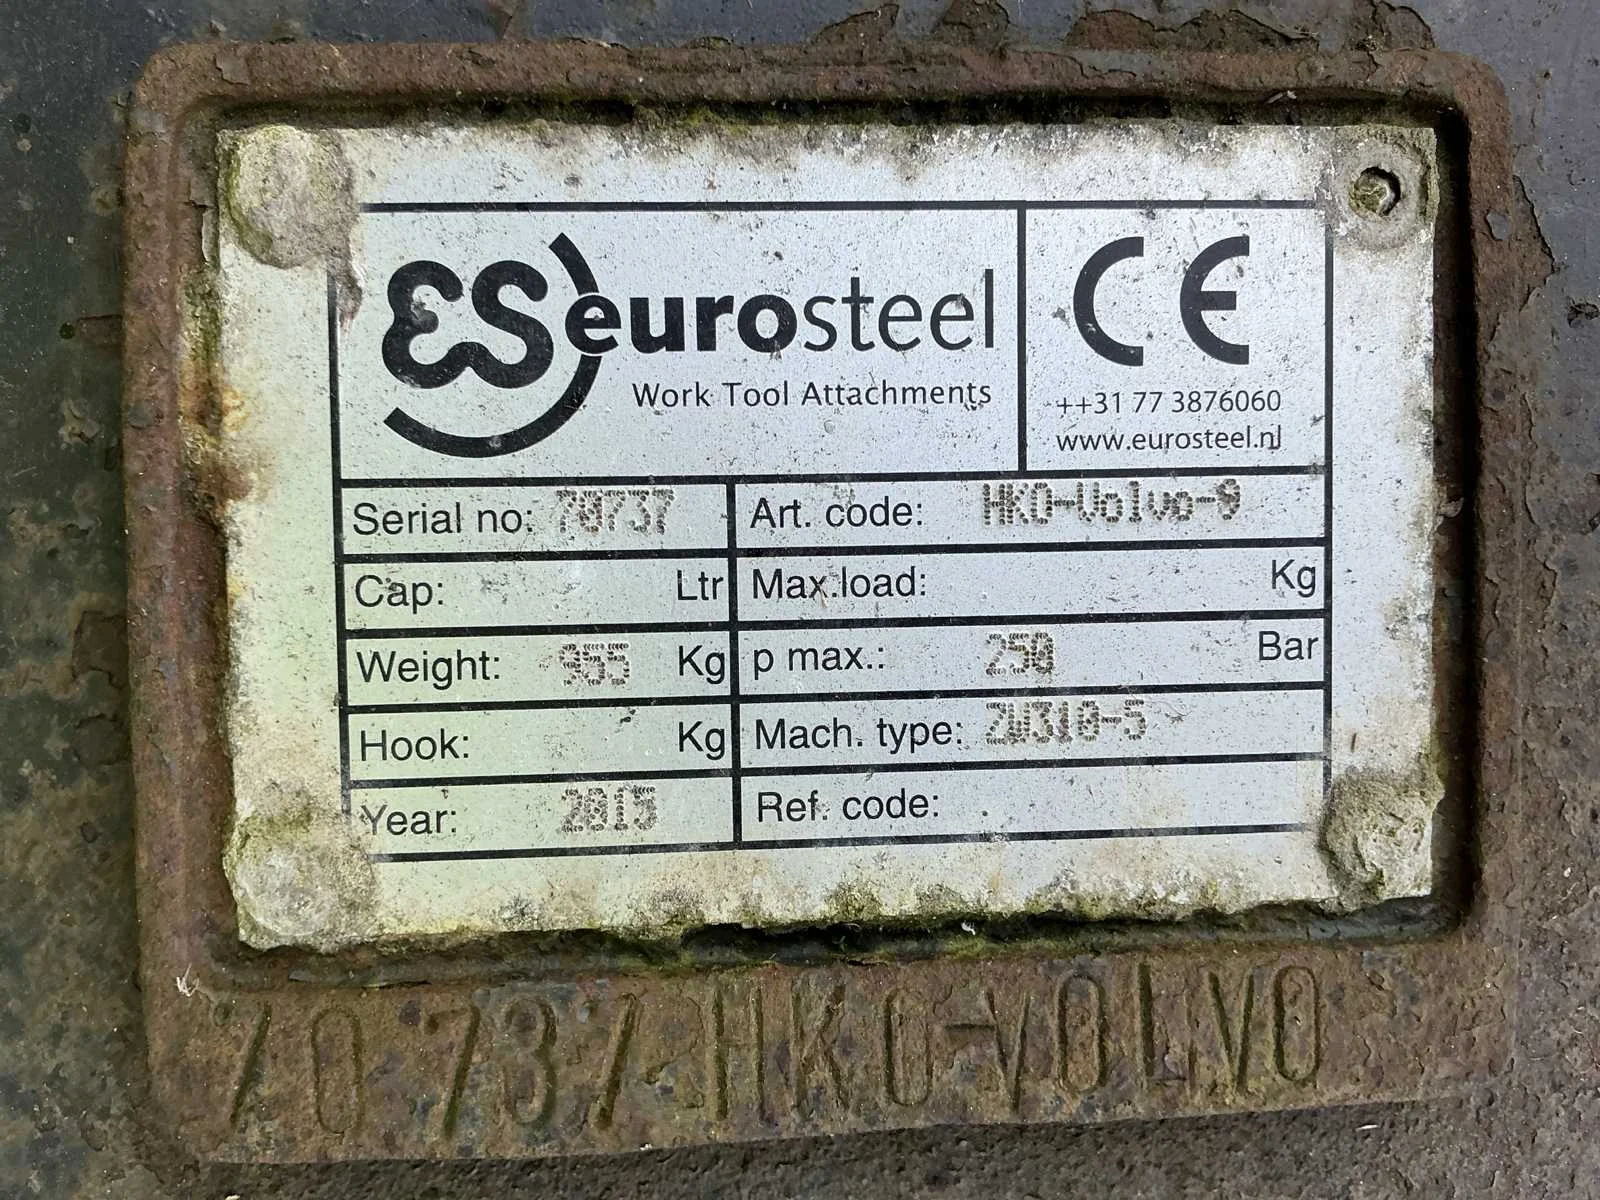 ES eurosteel
Work Tool Attachments
CE
++31 77 3876060
www.eurosteel.nl
Serial no: 70737 Art. code: HKO-Volvo-9
Cap: Ltr Max.load: Kg
Weight: 955 Kg p max.: 250 Bar
Hook: Kg Mach. type: ZW310-5
Year: 2015 Ref. code:
70737-HKO-VOLVO